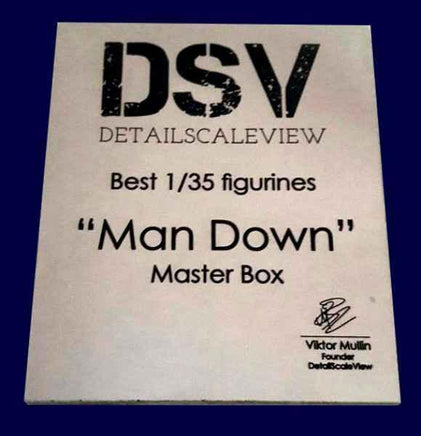 DSV
DETAILSCALEVIEW
Best 1/35 figurines
“Man Down”
Master Box
Viktor Mullin
Founder
DetailScaleView